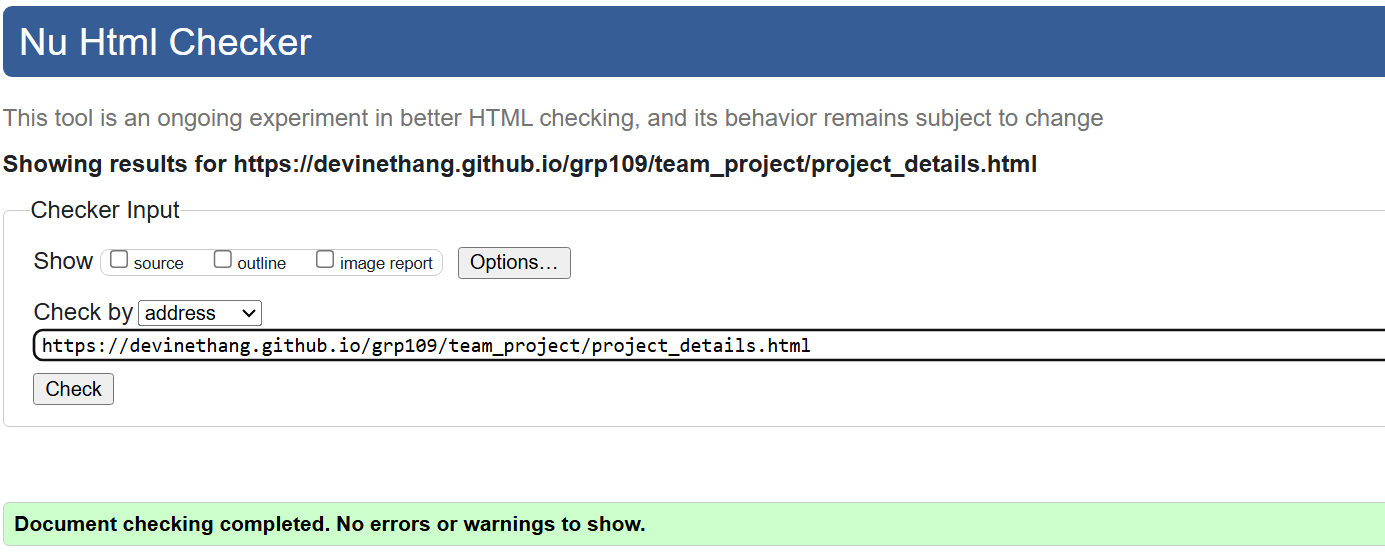 Nu Html Checker
This tool is an ongoing experiment in better HTML checking, and its behavior remains subject to change
Showing results for https://devinethang.github.io/grp109/team_project/project_details.html
Checker Input
Show source outline image report Options...
Check by address
https://devinethang.github.io/grp109/team_project/project_details.html
Check
Document checking completed. No errors or warnings to show.